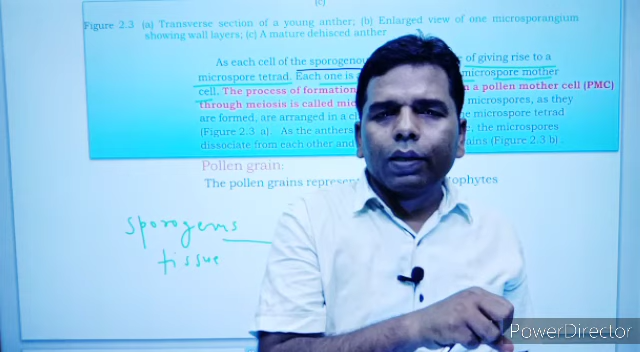 (c)
Figure 2.3 (a) Transverse section of a young anther; (b) Enlarged view of one microsporangium
showing wall layers; (c) A mature dehisced anther
As each cell of the sporogenou of giving rise to a
microspore tetrad. Each one is microspore mother
cell. The process of formation a pollen mother cell (PMC)
through meiosis is called mic microspores, as they
are formed, are arranged in a cl microspore tetrad
(Figure 2.3 a). As the anthers the microspores
dissociate from each other and (Figure 2.3 b).
Pollen grain:
The pollen grains represent
sporogens
tissue
PowerDirector